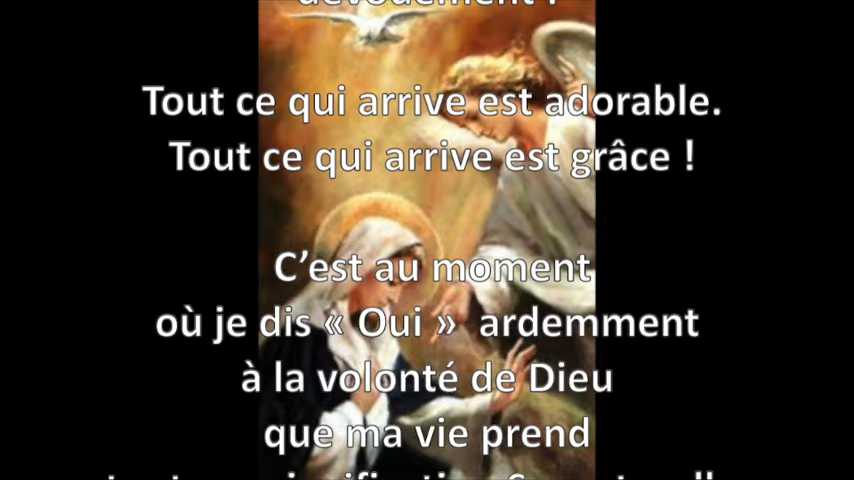 Tout ce qui arrive est adorable.
Tout ce qui arrive est grâce !
C’est au moment
où je dis « Oui » ardemment
à la volonté de Dieu
que ma vie prend